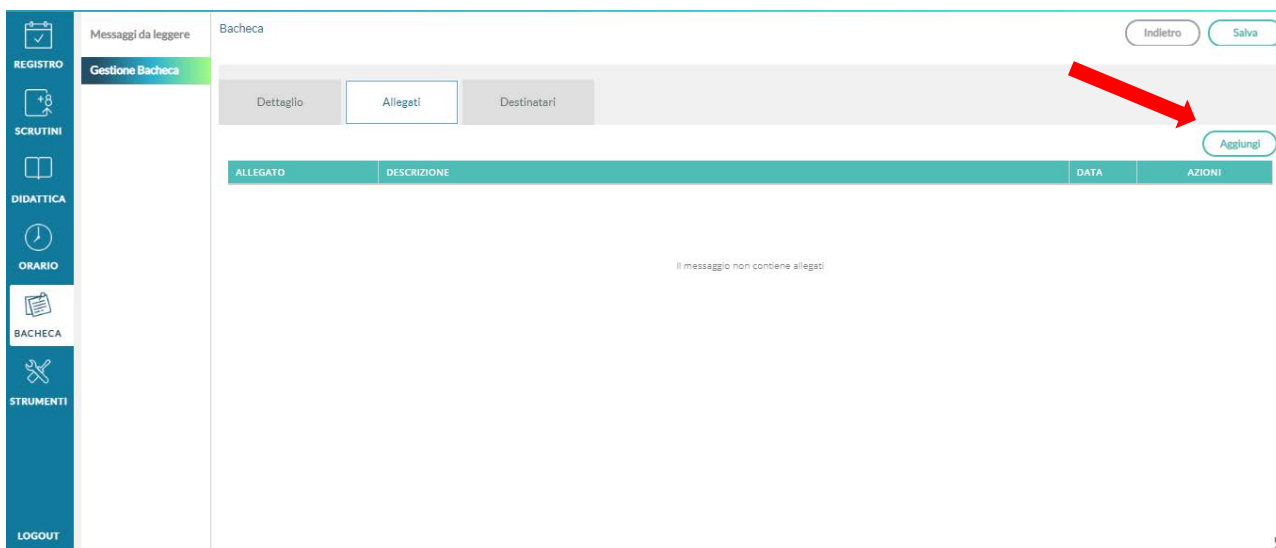 REGISTRO
+8
SCRUTINI
DIDATTICA
ORARIO
BACHECA
STRUMENTI
LOGOUT
Messaggi da leggere
Gestione Bacheca
Bacheca
Indietro
Salva
Dettaglio
Allegati
Destinatari
Aggiungi
ALLEGATO DESCRIZIONE DATA AZIONI
Il messaggio non contiene allegati